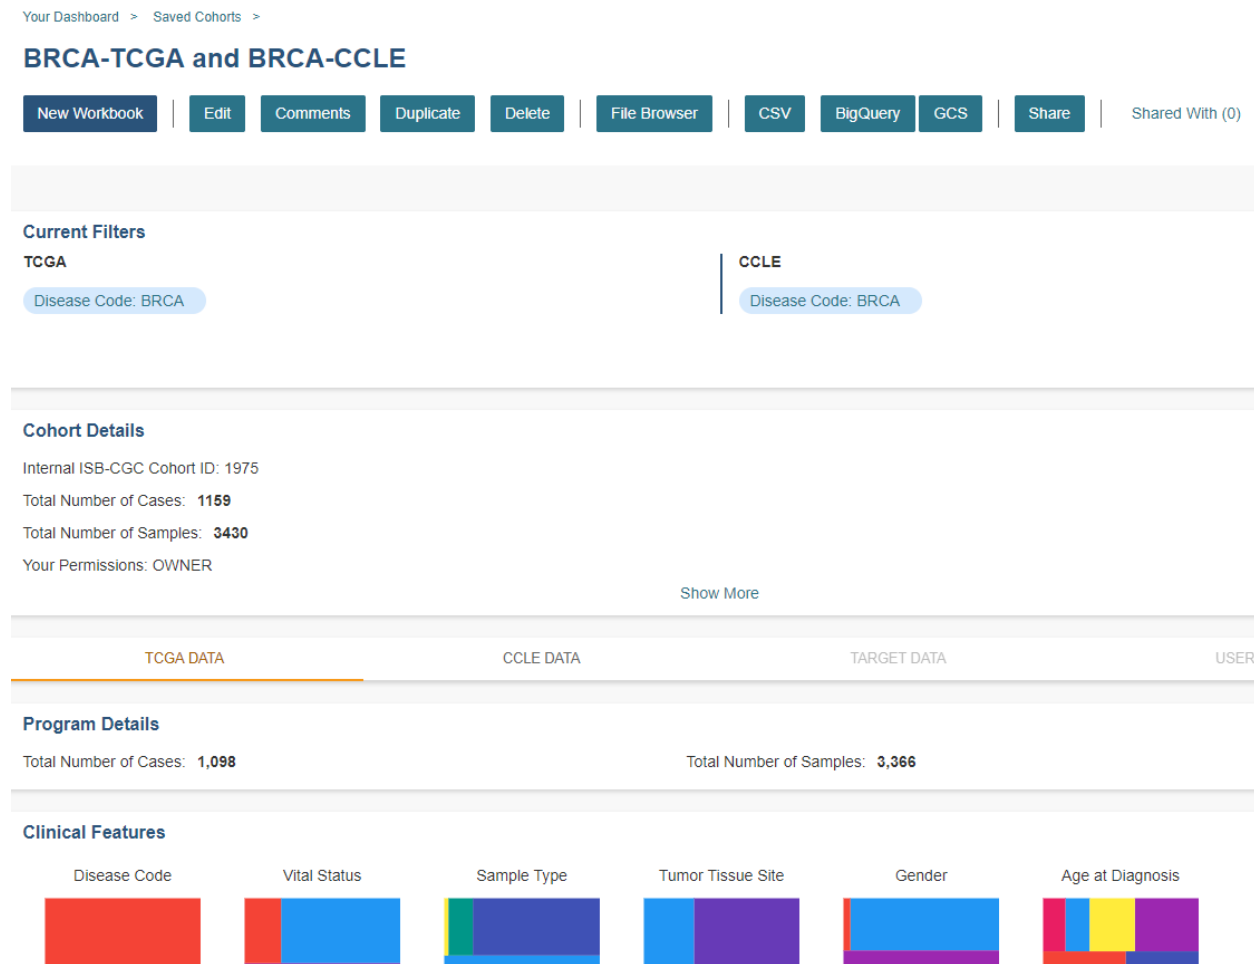 Your Dashboard > Saved Cohorts >
BRCA-TCGA and BRCA-CCLE
New Workbook | Edit Comments Duplicate Delete | File Browser | CSV BigQuery GCS | Share | Shared With (0)
Current Filters
TCGA
Disease Code: BRCA
CCLE
Disease Code: BRCA
Cohort Details
Internal ISB-CGC Cohort ID: 1975
Total Number of Cases: 1159
Total Number of Samples: 3430
Your Permissions: OWNER
Show More
TCGA DATA CCLE DATA TARGET DATA USER
Program Details
Total Number of Cases: 1,098 Total Number of Samples: 3,366
Clinical Features
Disease Code Vital Status Sample Type Tumor Tissue Site Gender Age at Diagnosis